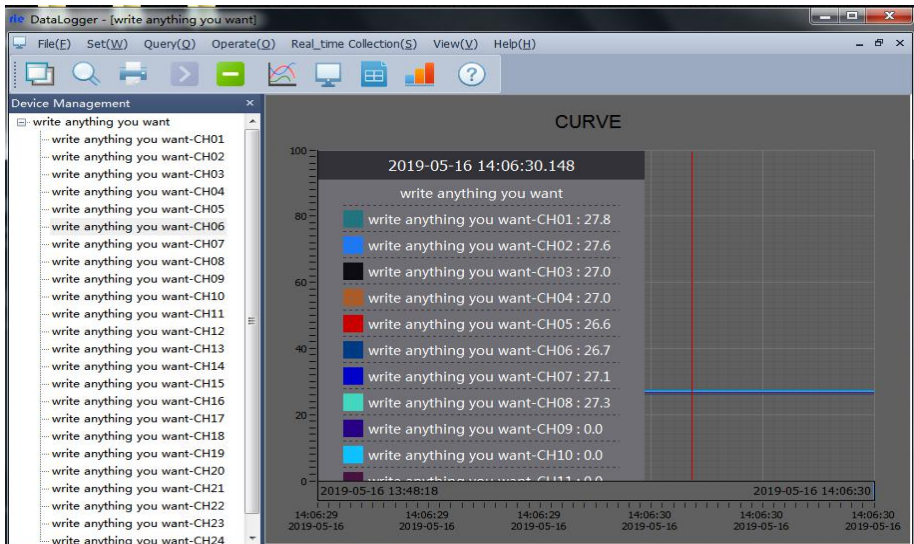 rie DataLogger - [write anything you want]
File(F) Set(W) Query(Q) Operate(O) Real_time Collection(S) View(V) Help(H)
Device Management
write anything you want
write anything you want-CH01
write anything you want-CH02
write anything you want-CH03
write anything you want-CH04
write anything you want-CH05
write anything you want-CH06
write anything you want-CH07
write anything you want-CH08
write anything you want-CH09
write anything you want-CH10
write anything you want-CH11
write anything you want-CH12
write anything you want-CH13
write anything you want-CH14
write anything you want-CH15
write anything you want-CH16
write anything you want-CH17
write anything you want-CH18
write anything you want-CH19
write anything you want-CH20
write anything you want-CH21
write anything you want-CH22
write anything you want-CH23
write anything you want-CH24
CURVE
100
80
60
40
20
0
2019-05-16 14:06:30.148
write anything you want
write anything you want-CH01 : 27.8
write anything you want-CH02 : 27.6
write anything you want-CH03 : 27.0
write anything you want-CH04 : 27.0
write anything you want-CH05 : 26.6
write anything you want-CH06 : 26.7
write anything you want-CH07 : 27.1
write anything you want-CH08 : 27.3
write anything you want-CH09 : 0.0
write anything you want-CH10 : 0.0
write anything you want-CH11 : 0.0
2019-05-16 13:48:18 2019-05-16 14:06:30
14:06:29 14:06:29 14:06:29 14:06:30 14:06:30 14:06:30
2019-05-16 2019-05-16 2019-05-16 2019-05-16 2019-05-16 2019-05-16